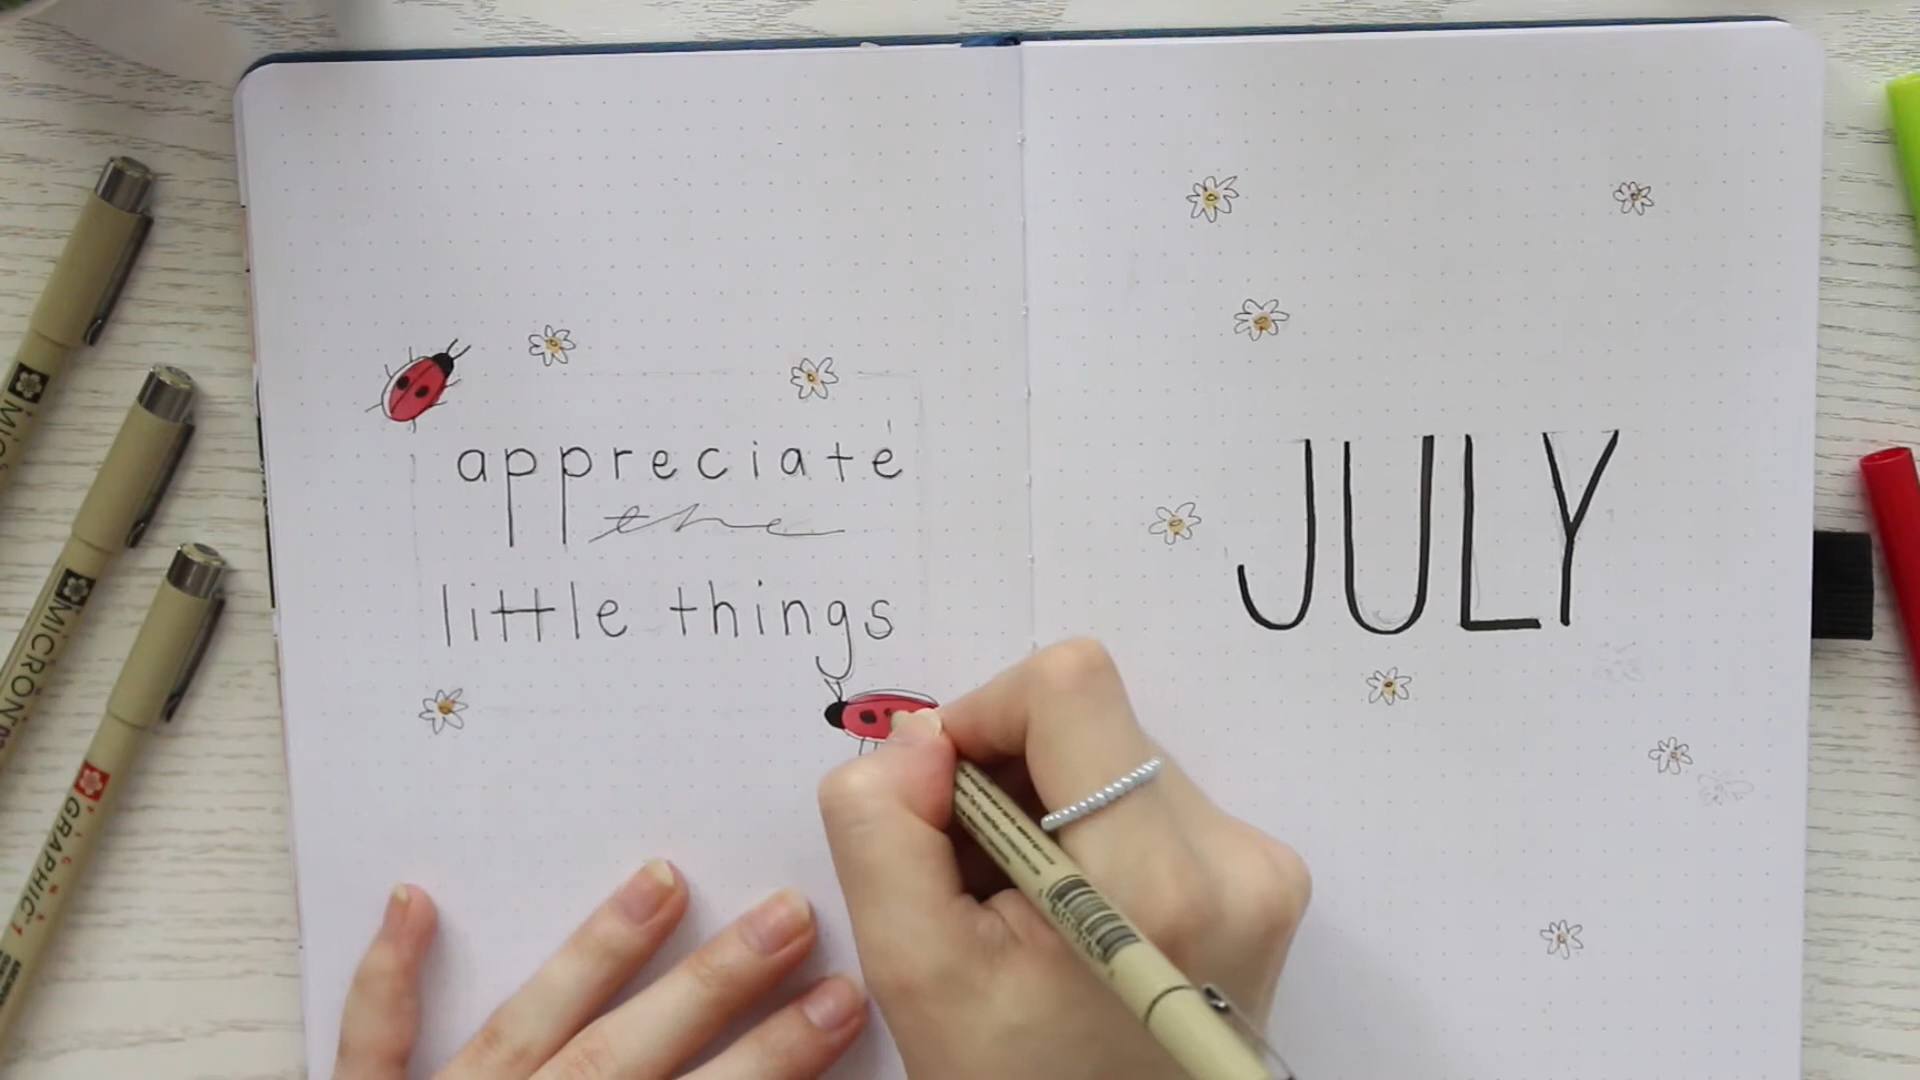 appreciate
the
little things
JULY
MICRON
GRAPHIC 1